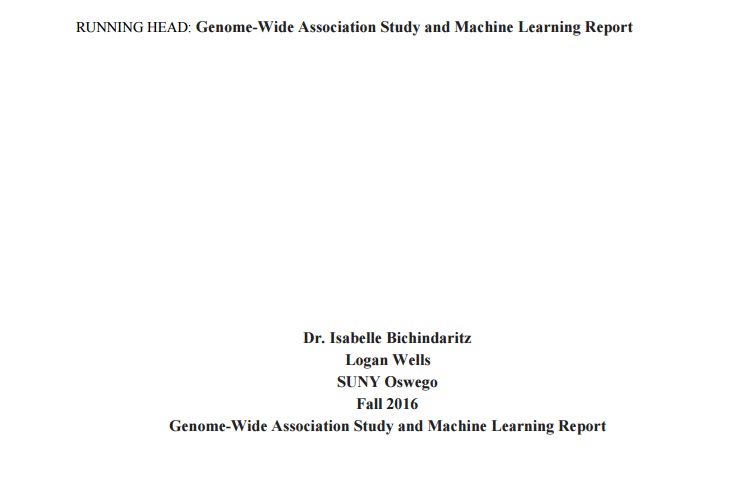 RUNNING HEAD: Genome-Wide Association Study and Machine Learning Report
Dr. Isabelle Bichindaritz
Logan Wells
SUNY Oswego
Fall 2016
Genome-Wide Association Study and Machine Learning Report